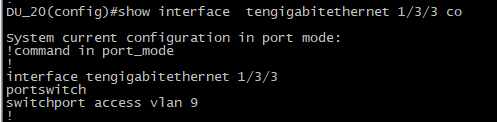 DU_20(config)#show interface  tengigabitethernet 1/3/3 co
System current configuration in port mode:
!command in port_mode
!
interface tengigabitethernet 1/3/3
portswitch
switchport access vlan 9
!